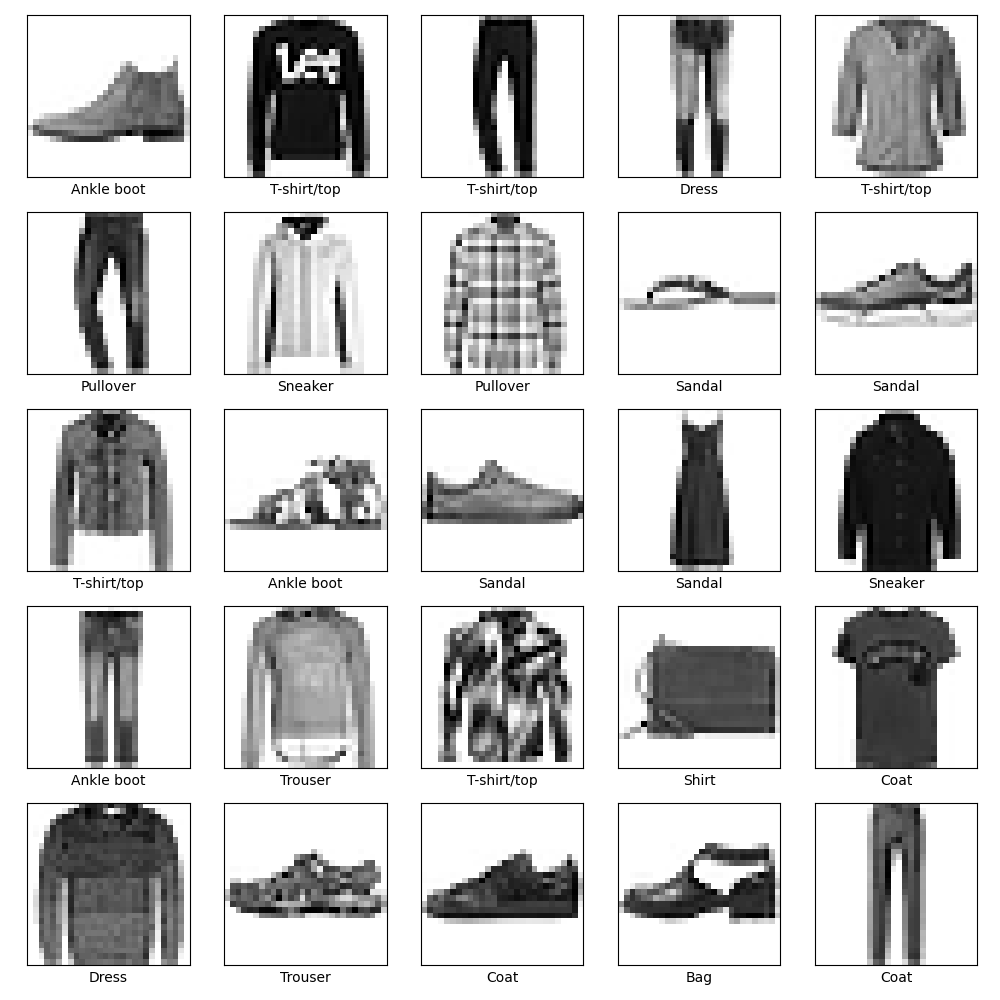 Lee
Ankle boot
T-shirt/top
T-shirt/top
Dress
T-shirt/top
Pullover
Sneaker
Pullover
Sandal
Sandal
T-shirt/top
Ankle boot
Sandal
Sandal
Sneaker
Ankle boot
Trouser
T-shirt/top
Shirt
Coat
Dress
Trouser
Coat
Bag
Coat